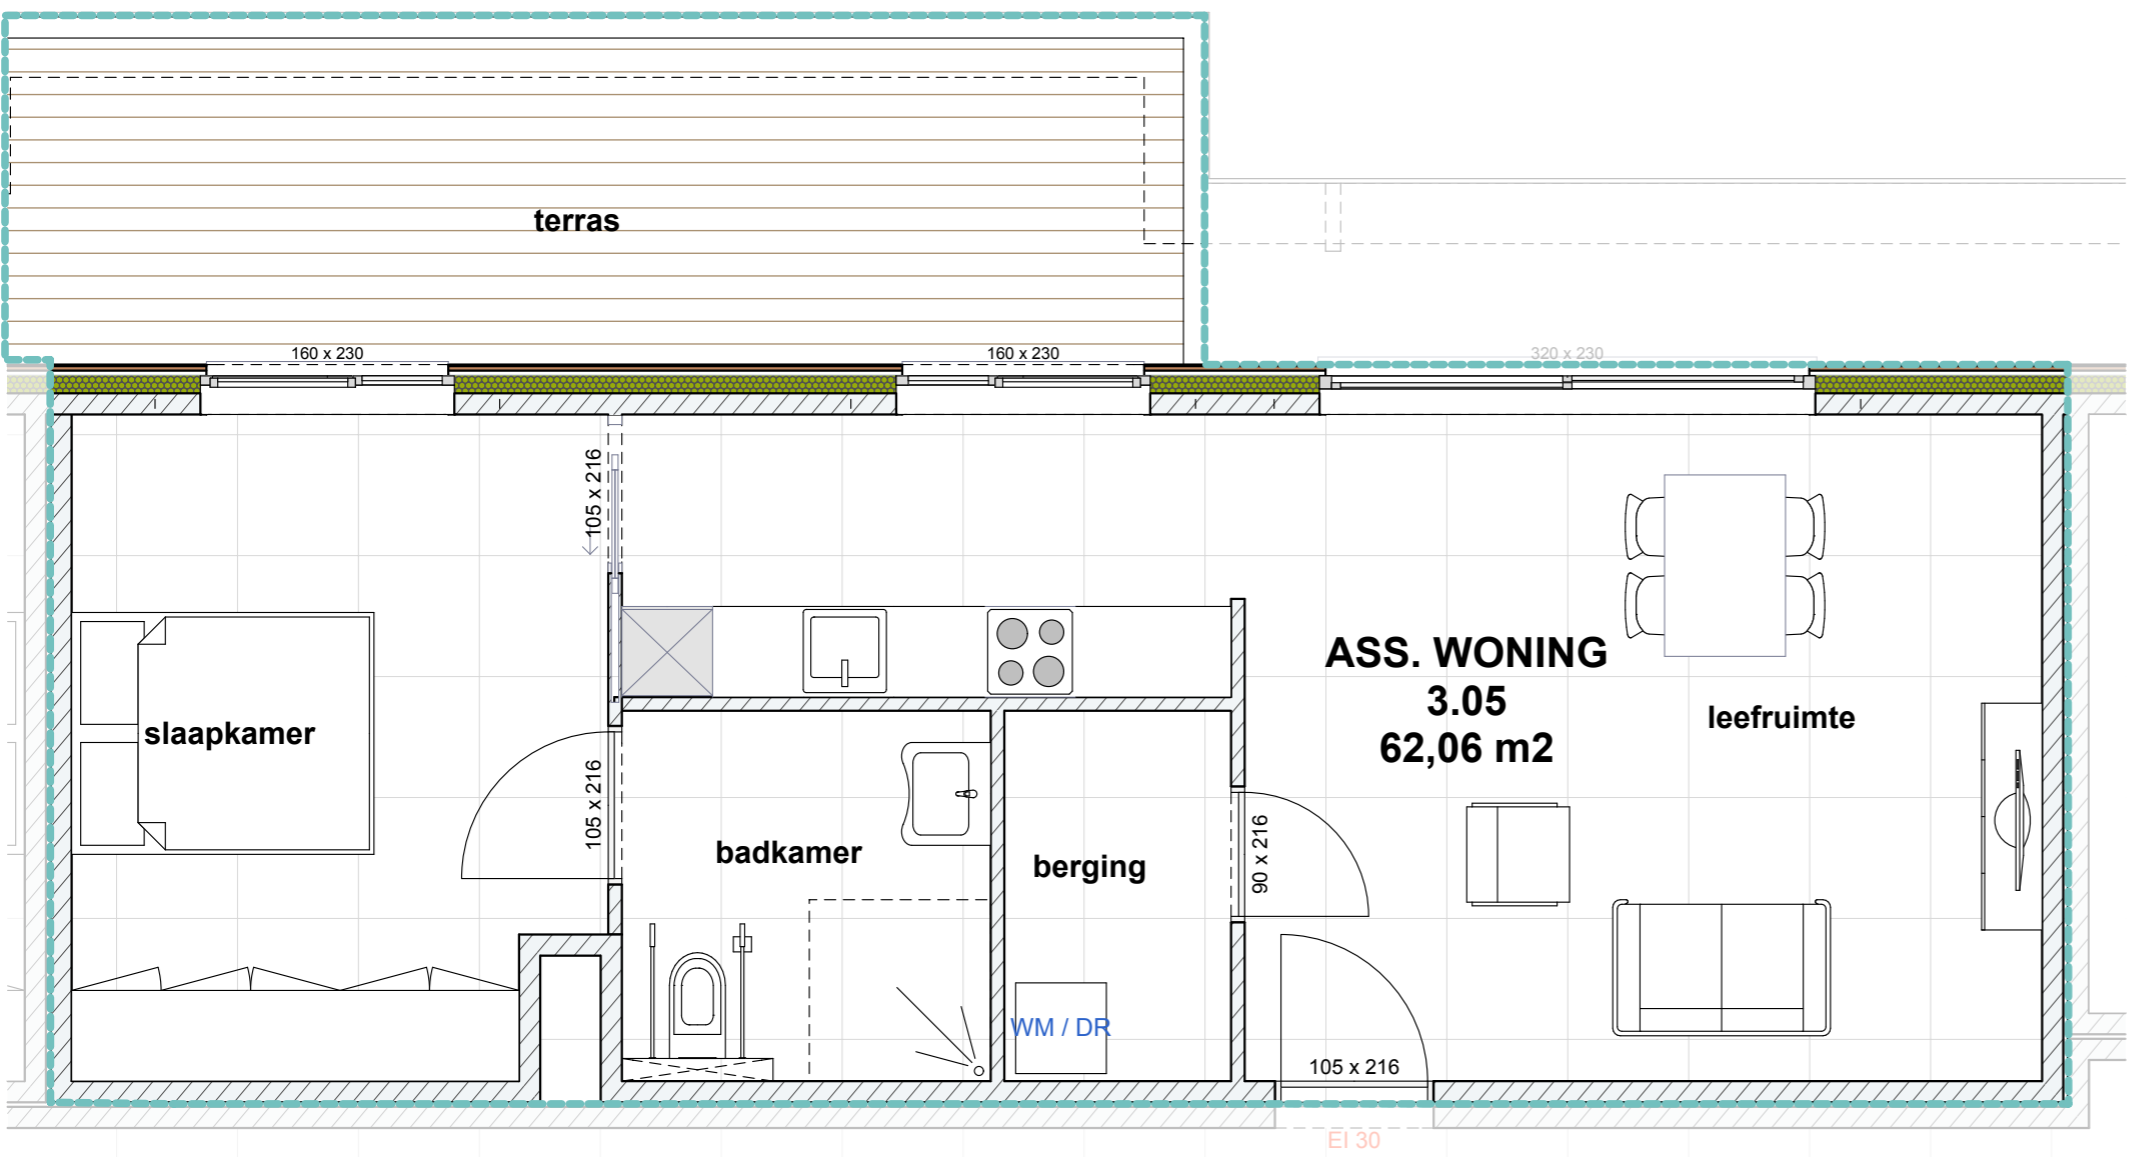 terras
160 x 230
160 x 230
320 x 230
105 x 216
ASS. WONING
3.05
62,06 m2
leefruimte
slaapkamer
105 x 216
badkamer
berging
90 x 216
WM / DR
105 x 216
EI 30